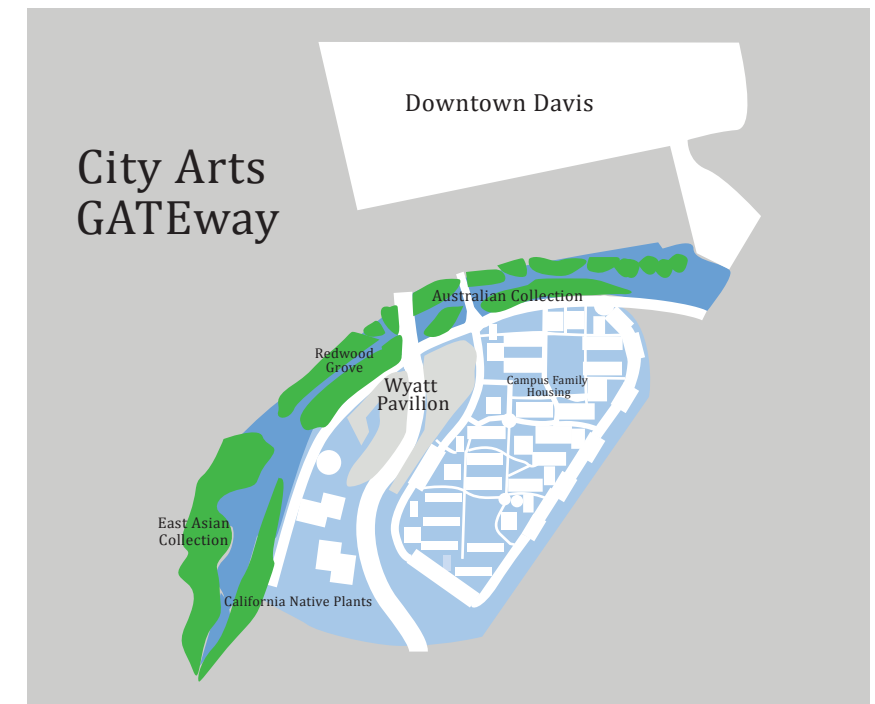 Downtown Davis
City Arts
GATEway
Australian Collection
Redwood
Grove
Wyatt
Pavilion
Campus Family
Housing
East Asian
Collection
California Native Plants